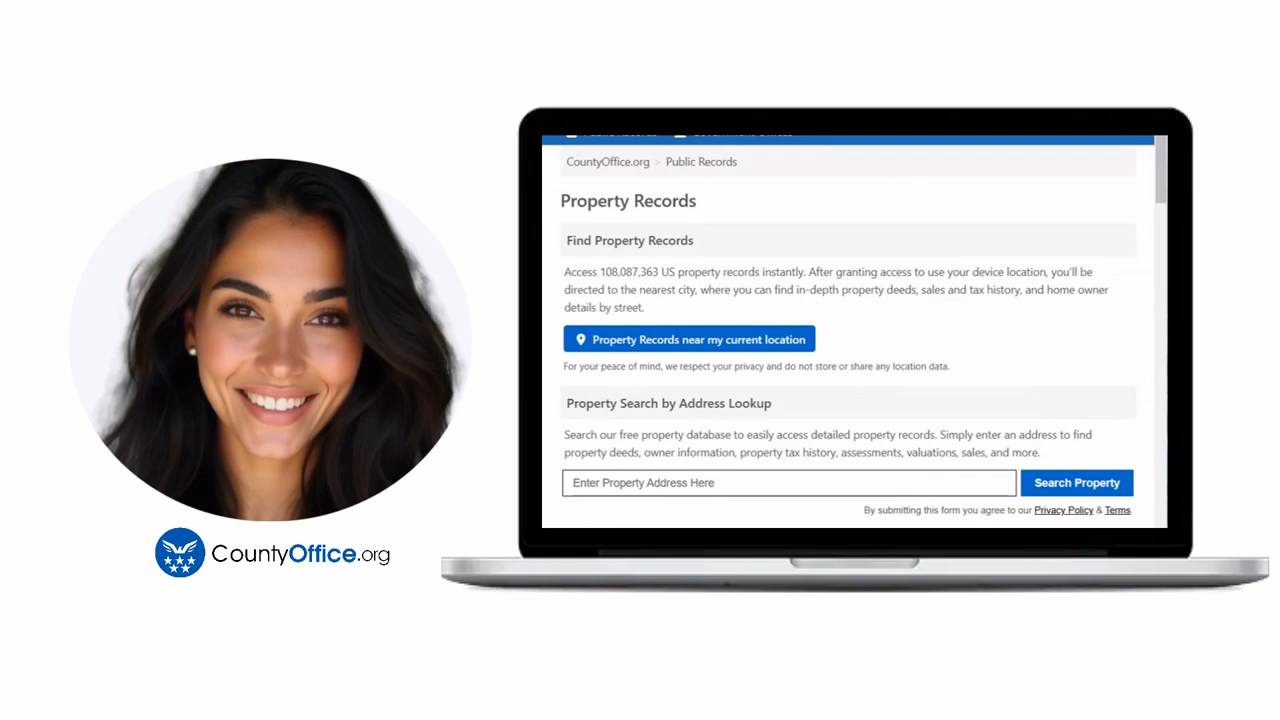 CountyOffice.org > Public Records
Property Records
Find Property Records
Access 108,087,363 US property records instantly. After granting access to use your device location, you'll be
directed to the nearest city, where you can find in-depth property deeds, sales and tax history, and home owner
details by street.
Property Records near my current location
For your peace of mind, we respect your privacy and do not store or share any location data.
Property Search by Address Lookup
Search our free property database to easily access detailed property records. Simply enter an address to find
property deeds, owner information, property tax history, assessments, valuations, sales, and more.
Enter Property Address Here
Search Property
By submitting this form you agree to our Privacy Policy & Terms.
CountyOffice.org